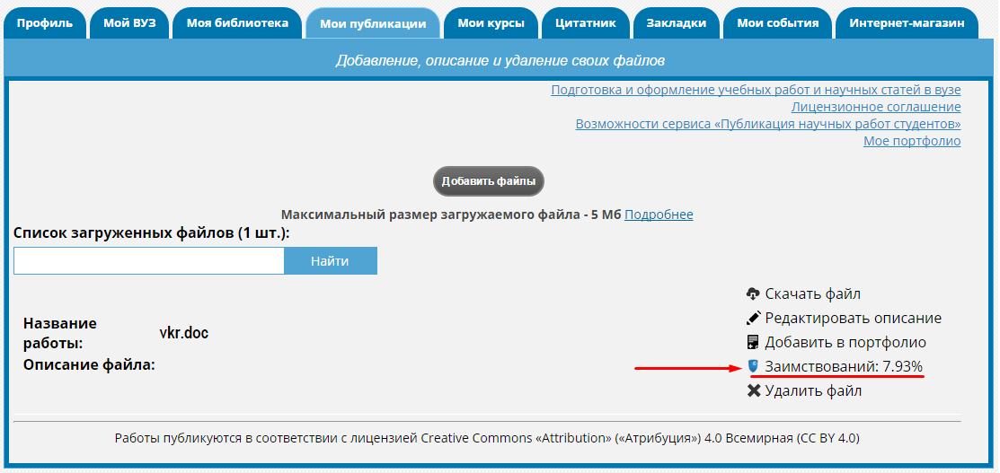 Профиль
Мой ВУЗ
Моя библиотека
Мои публикации
Мои курсы
Цитатник
Закладки
Мои события
Интернет-магазин
Добавление, описание и удаление своих файлов
Подготовка и оформление учебных работ и научных статей в вузе
Лицензионное соглашение
Возможности сервиса «Публикация научных работ студентов»
Мое портфолио
Добавить файлы
Максимальный размер загружаемого файла - 5 Мб Подробнее
Список загруженных файлов (1 шт.):
Найти
Название
работы:
vkr.doc
Описание файла:
Скачать файл
Редактировать описание
Добавить в портфолио
Заимствований: 7.93%
Удалить файл
Работы публикуются в соответствии с лицензией Creative Commons «Attribution» («Атрибуция») 4.0 Всемирная (CC BY 4.0)